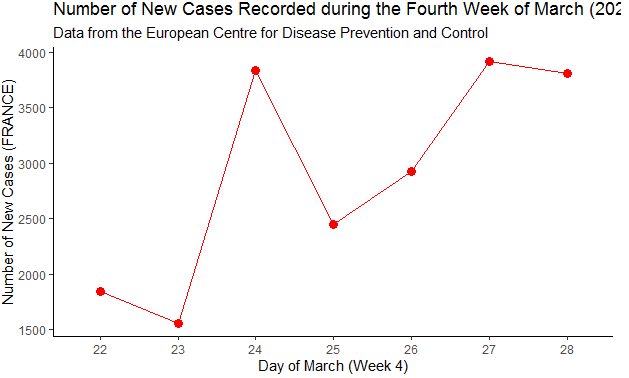 Number of New Cases Recorded during the Fourth Week of March (202
Data from the European Centre for Disease Prevention and Control
Number of New Cases (FRANCE)
4000
3500
3000
2500
2000
1500
22 23 24 25 26 27 28
Day of March (Week 4)